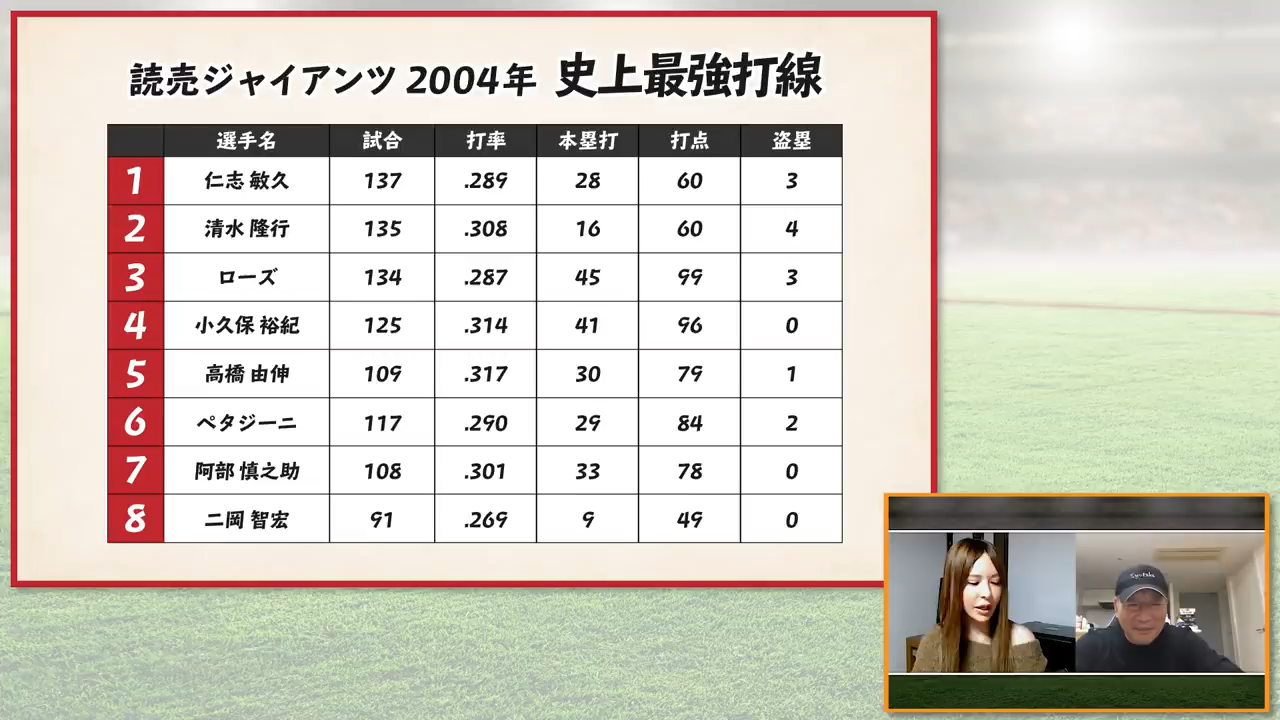 読売ジャイアンツ 2004年 史上最強打線
選手名 試合 打率 本塁打 打点 盗塁
1 仁志 敏久 137 .289 28 60 3
2 清水 隆行 135 .308 16 60 4
3 ローズ 134 .287 45 99 3
4 小久保 裕紀 125 .314 41 96 0
5 高橋 由伸 109 .317 30 79 1
6 ペタジーニ 117 .290 29 84 2
7 阿部 慎之助 108 .301 33 78 0
8 二岡 智宏 91 .269 9 49 0